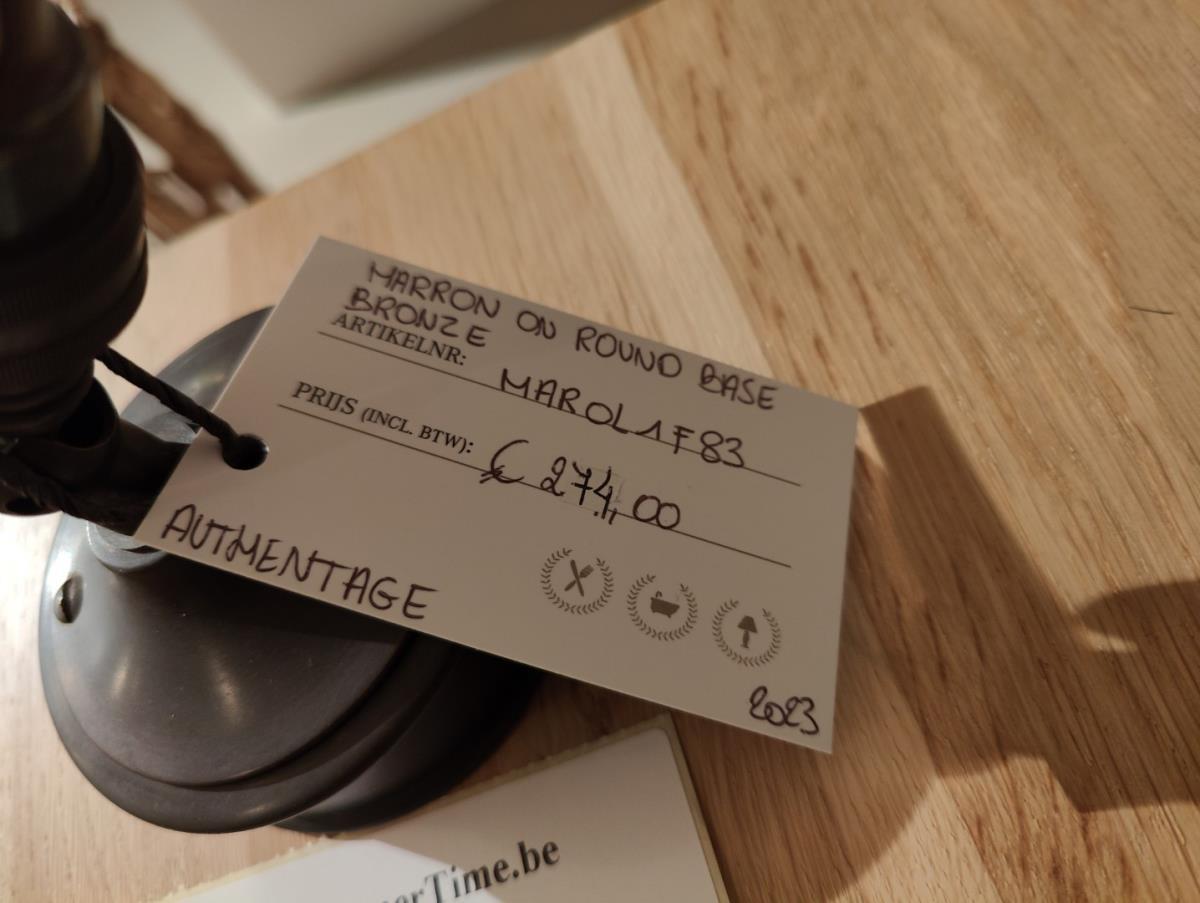 MARRON ON ROUND BASE
BRONZE
ARTIKELNR: MAROL1F83
PRIJS (INCL. BTW): € 274,00
AUTHENTAGE
2023
erTime.be